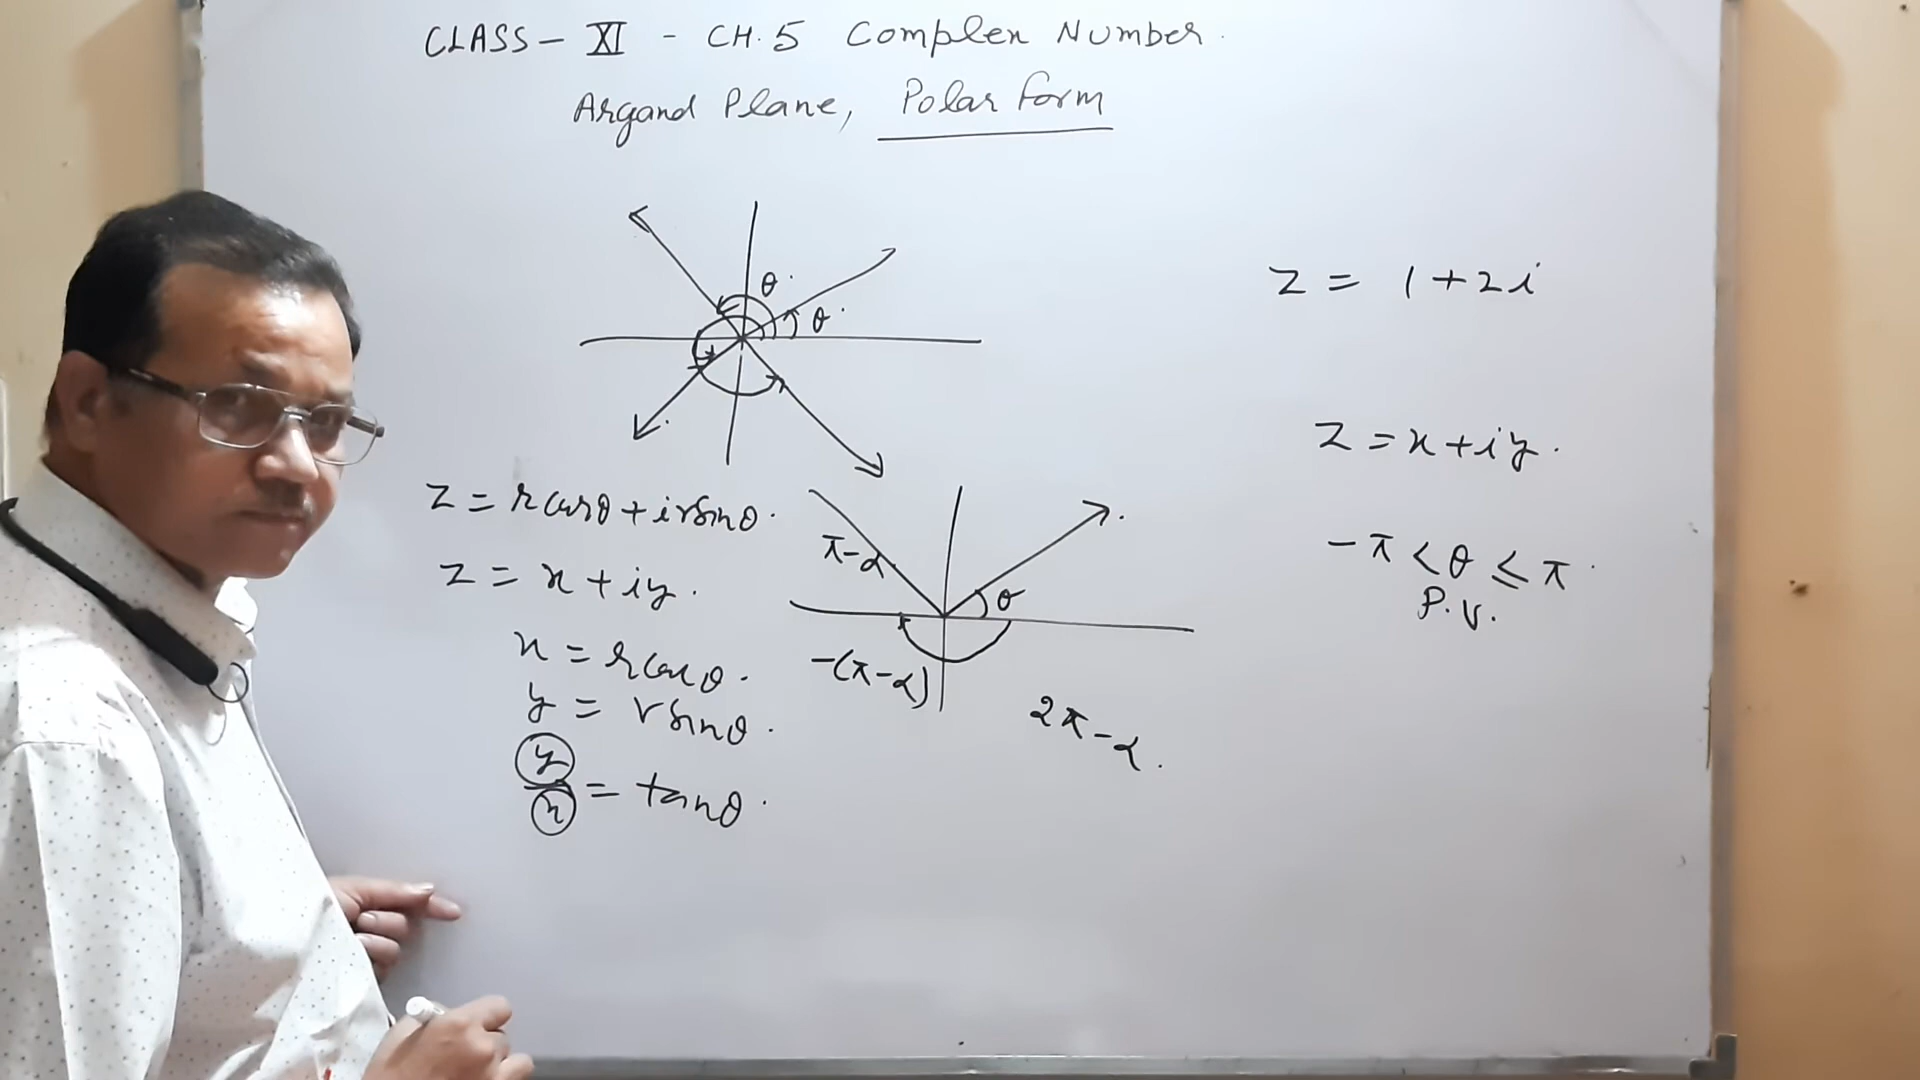 CLASS - XI - CH. 5 Complex Number.
Argand Plane, Polar Form
θ
θ
z = 1 + 2i
z = x + iy.
-π < θ ≤ π
P.V.
z = r cosθ + i r sinθ.
z = x + iy.
x = r cosθ.
y = r sinθ.
y/x = tanθ.
π-α
θ
-(π-α)
2π-α.